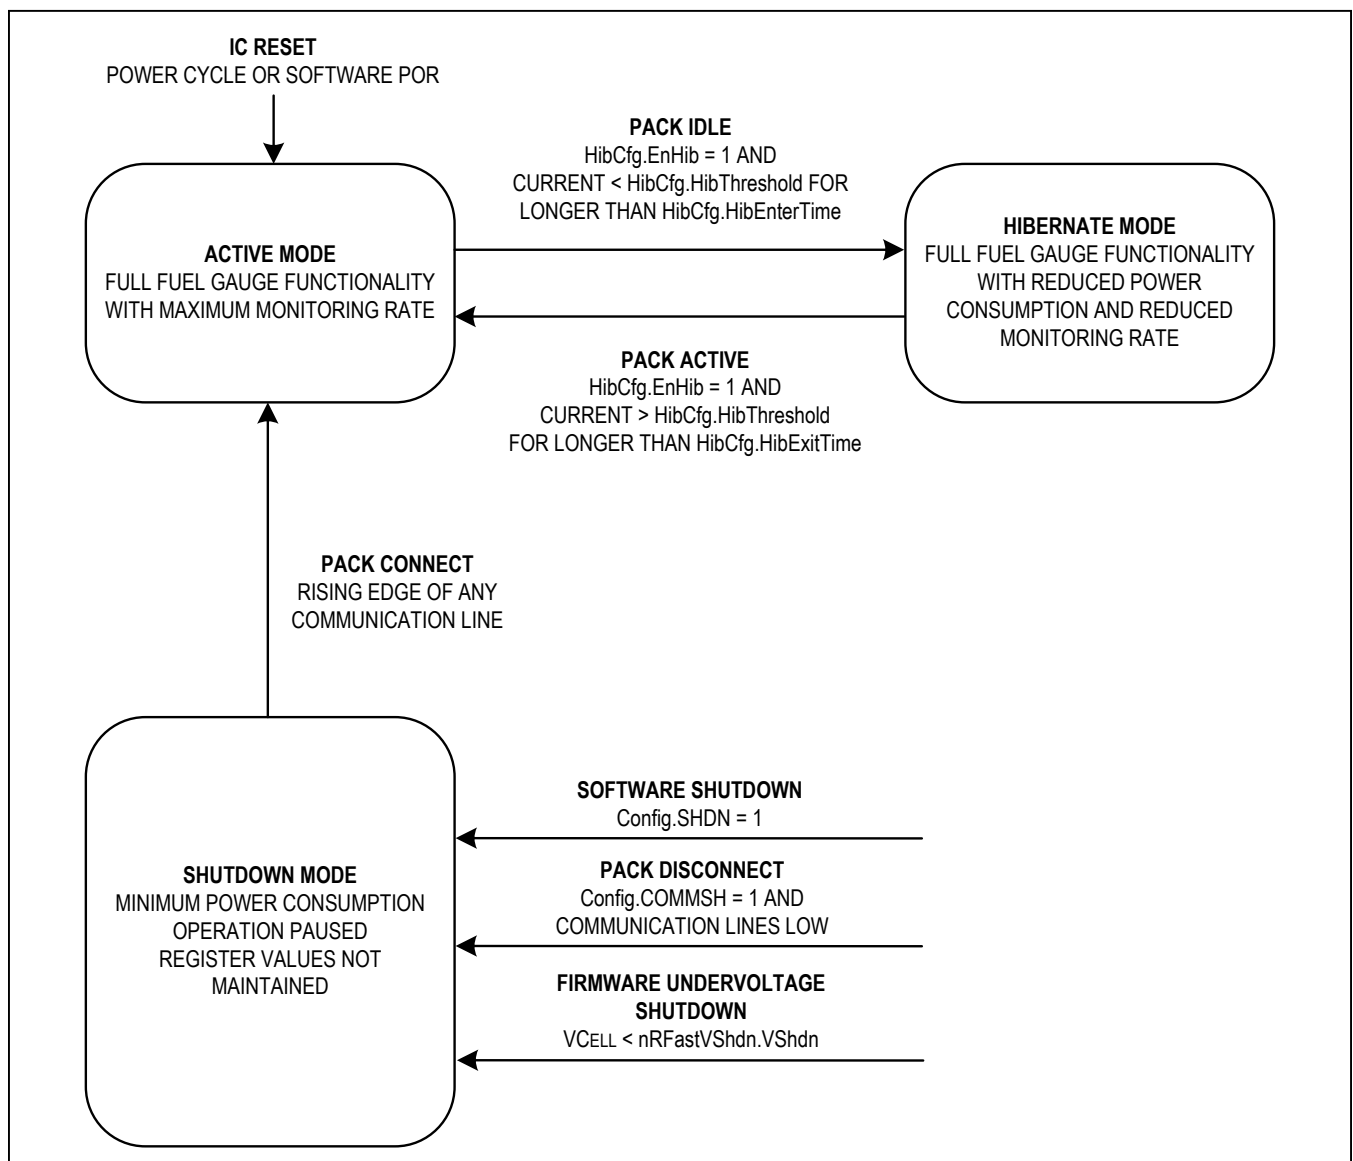 IC RESET
POWER CYCLE OR SOFTWARE POR
PACK IDLE
HibCfg.EnHib = 1 AND
CURRENT < HibCfg.HibThreshold FOR
LONGER THAN HibCfg.HibEnterTime
ACTIVE MODE
FULL FUEL GAUGE FUNCTIONALITY
WITH MAXIMUM MONITORING RATE
HIBERNATE MODE
FULL FUEL GAUGE FUNCTIONALITY
WITH REDUCED POWER
CONSUMPTION AND REDUCED
MONITORING RATE
PACK ACTIVE
HibCfg.EnHib = 1 AND
CURRENT > HibCfg.HibThreshold
FOR LONGER THAN HibCfg.HibExitTime
PACK CONNECT
RISING EDGE OF ANY
COMMUNICATION LINE
SHUTDOWN MODE
MINIMUM POWER CONSUMPTION
OPERATION PAUSED
REGISTER VALUES NOT
MAINTAINED
SOFTWARE SHUTDOWN
Config.SHDN = 1
PACK DISCONNECT
Config.COMMSH = 1 AND
COMMUNICATION LINES LOW
FIRMWARE UNDERVOLTAGE
SHUTDOWN
VCELL < nRFastVShdn.VShdn